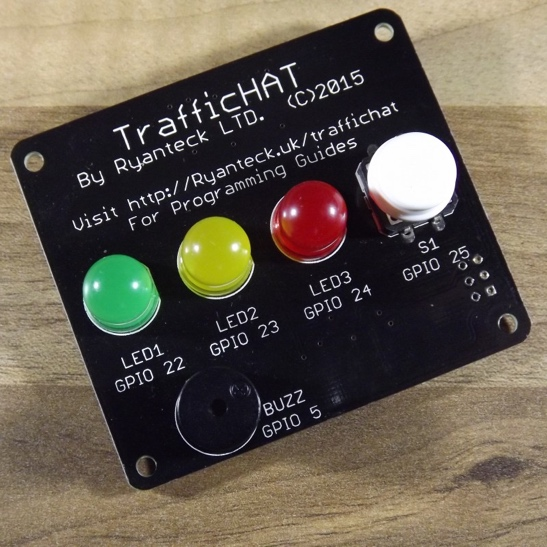 TrafficHAT
By Ryanteck LTD. (C)2015
Visit http://Ryanteck.uk/traffichat
For Programming Guides
S1
GPIO 25
LED3
GPIO 24
LED2
GPIO 23
LED1
GPIO 22
BUZZ
GPIO 5